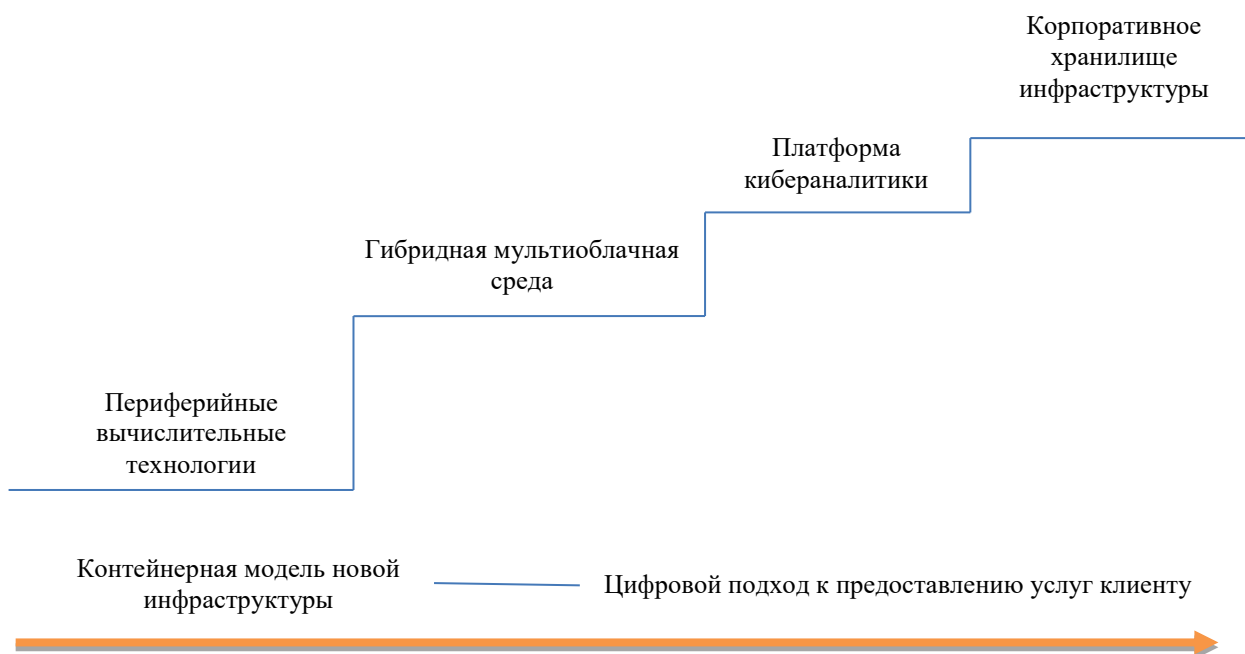 Корпоративное
хранилище
инфраструктуры
Платформа
кибераналитики
Гибридная мультиоблачная
среда
Периферийные
вычислительные
технологии
Контейнерная модель новой
инфраструктуры
Цифровой подход к предоставлению услуг клиенту